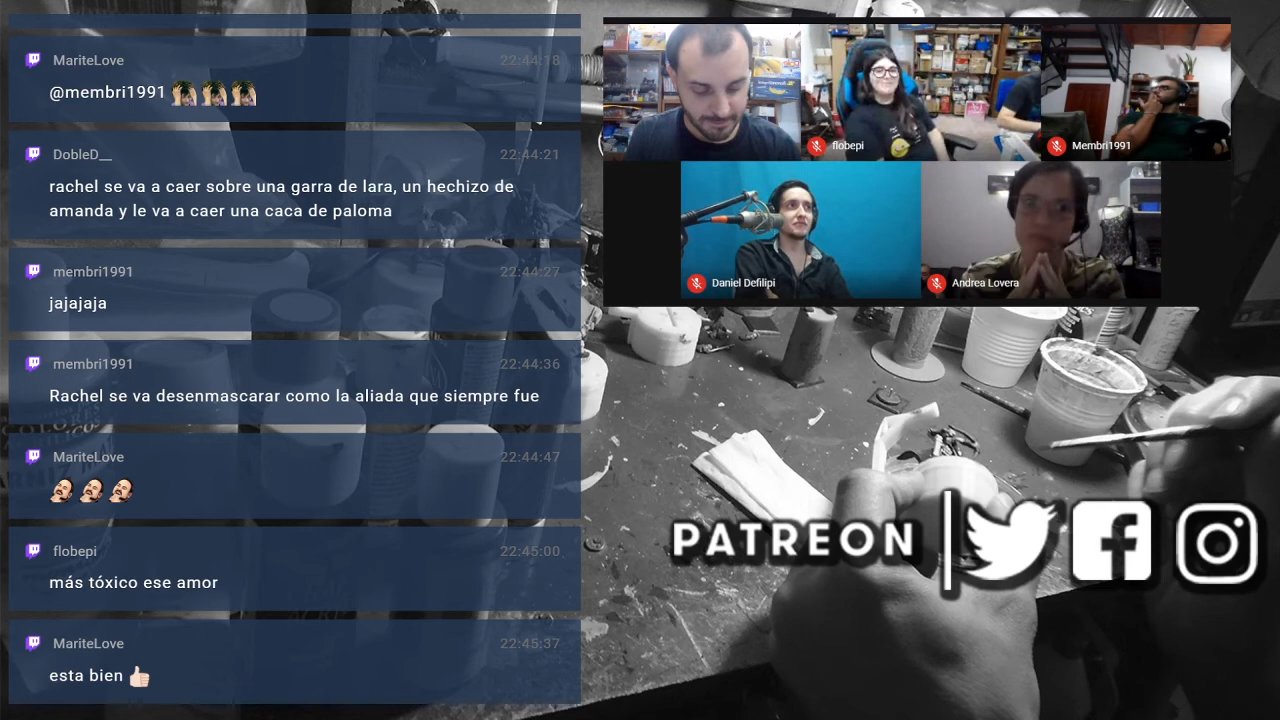 MariteLove 22:44:18
@membri1991
DobleD__ 22:44:21
rachel se va a caer sobre una garra de lara, un hechizo de
amanda y le va a caer una caca de paloma
membri1991 22:44:27
jajajaja
membri1991 22:44:36
Rachel se va desenmascarar como la aliada que siempre fue
MariteLove 22:44:47
flobepi 22:45:00
más tóxico ese amor
MariteLove 22:45:37
esta bien
flobepi
Membri1991
Daniel Defilipi
Andrea Lovera
PATREON